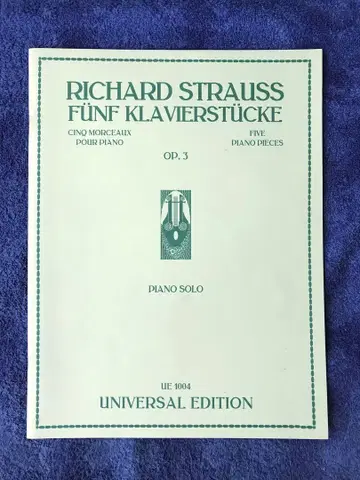 RICHARD STRAUSS
FÜNF KLAVIERSTÜCKE
CINQ MORCEAUX
POUR PIANO
FIVE
PIANO PIECES
OP. 3
PIANO SOLO
UE 1004
UNIVERSAL EDITION